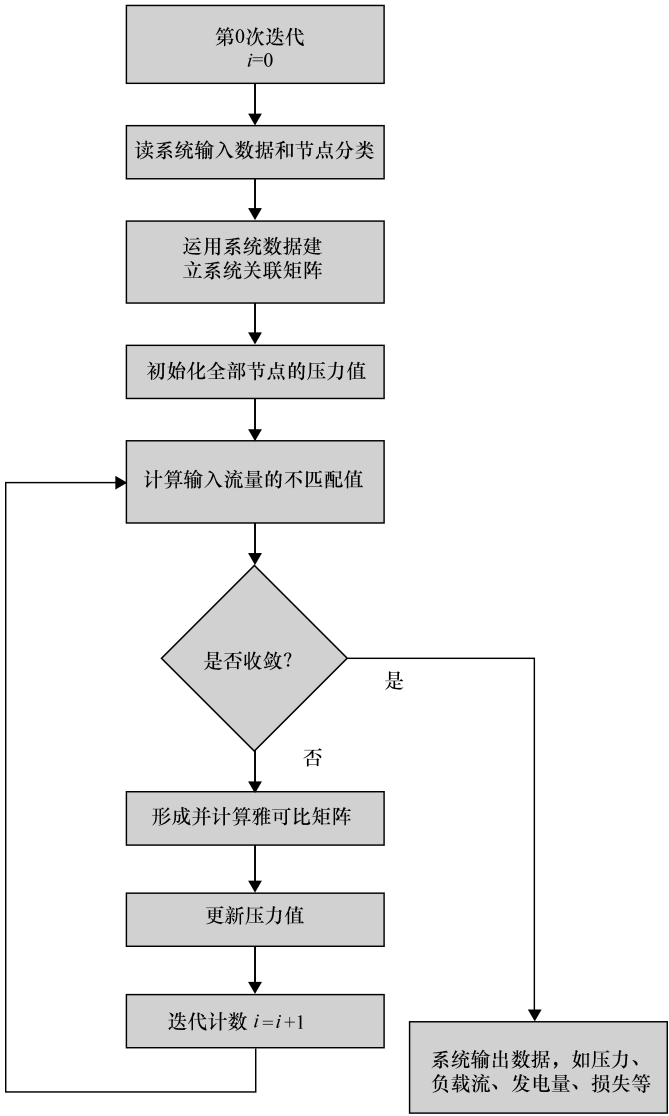 第0次迭代
i=0
读系统输入数据和节点分类
运用系统数据建
立系统关联矩阵
初始化全部节点的压力值
计算输入流量的不匹配值
是否收敛?
是
否
形成并计算雅可比矩阵
更新压力值
迭代计数 i=i+1
系统输出数据，如压力、
负载流、发电量、损失等